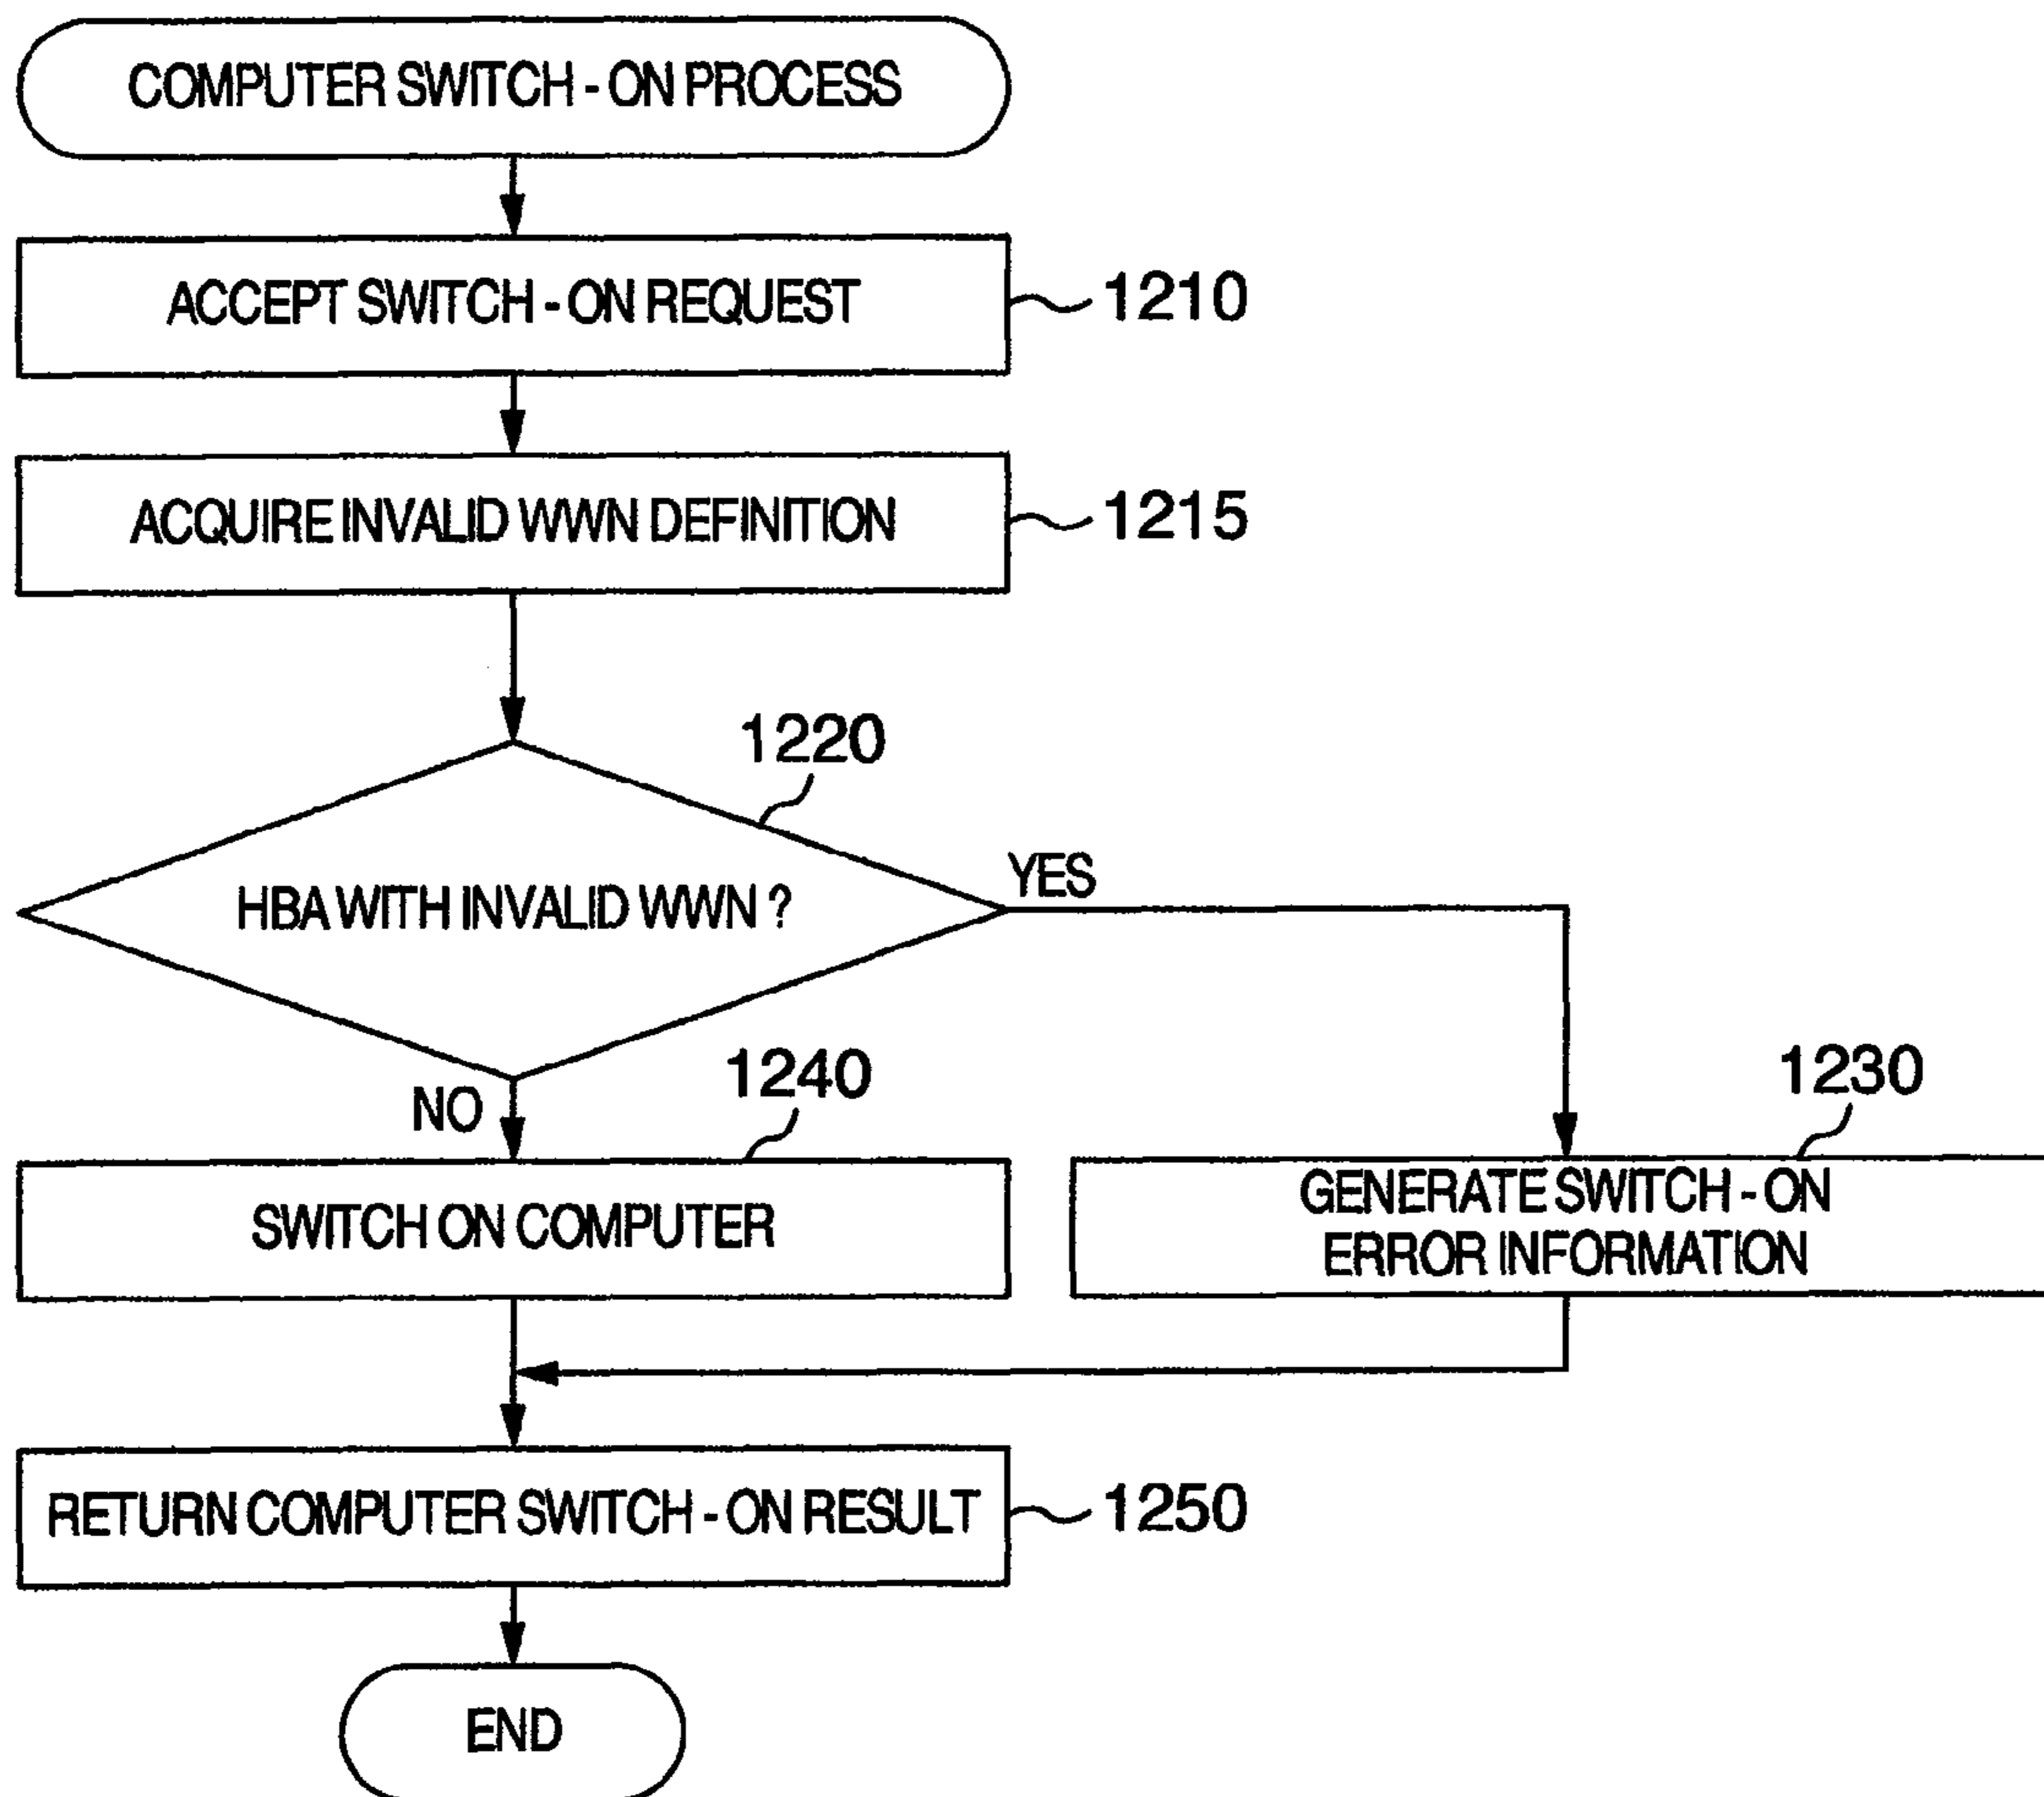 COMPUTER SWITCH-ON PROCESS
ACCEPT SWITCH-ON REQUEST
1210
ACQUIRE INVALID WWN DEFINITION
1215
1220
HBA WITH INVALID WWN ?
YES
NO
1240
1230
SWITCH ON COMPUTER
GENERATE SWITCH-ON
ERROR INFORMATION
RETURN COMPUTER SWITCH-ON RESULT
1250
END